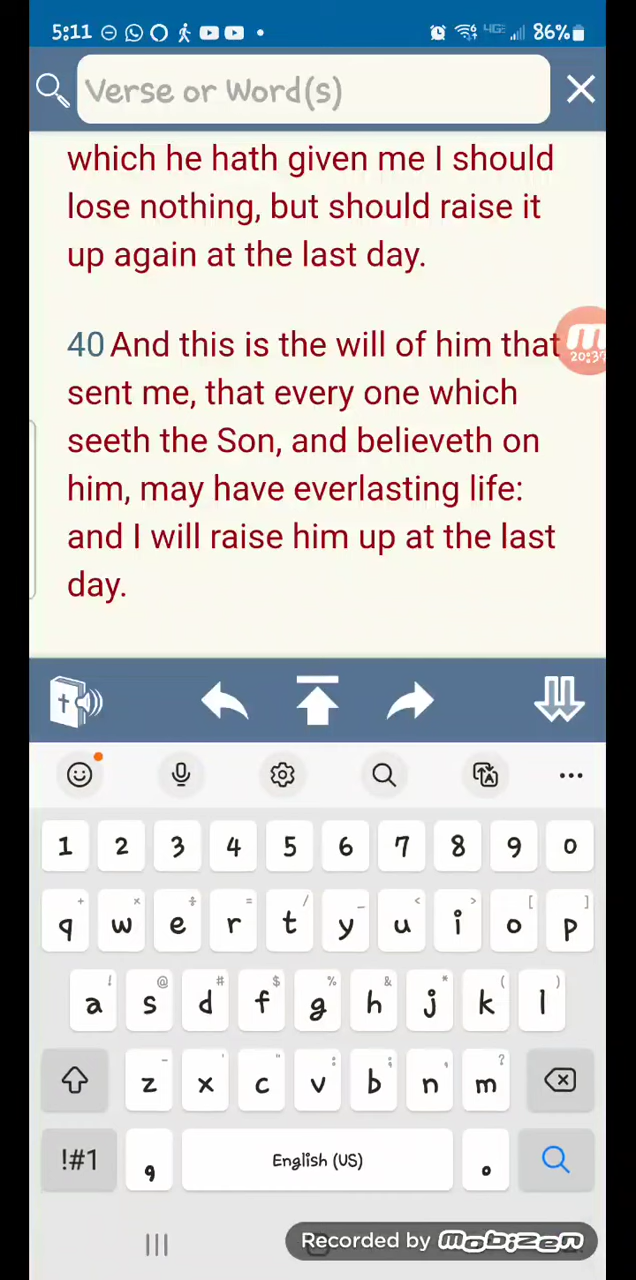 5:11 4GE 86%
Verse or Word(s)
which he hath given me I should
lose nothing, but should raise it
up again at the last day.
40 And this is the will of him that
sent me, that every one which
seeth the Son, and believeth on
him, may have everlasting life:
and I will raise him up at the last
day.
1 2 3 4 5 6 7 8 9 0
+ × ÷ = / _ < > [ ]
q w e r t y u i o p
! @ # $ % & * ( )
a s d f g h j k l
- ' " : ; , ?
z x c v b n m
!#1 , English (US) .
Recorded by mobizen